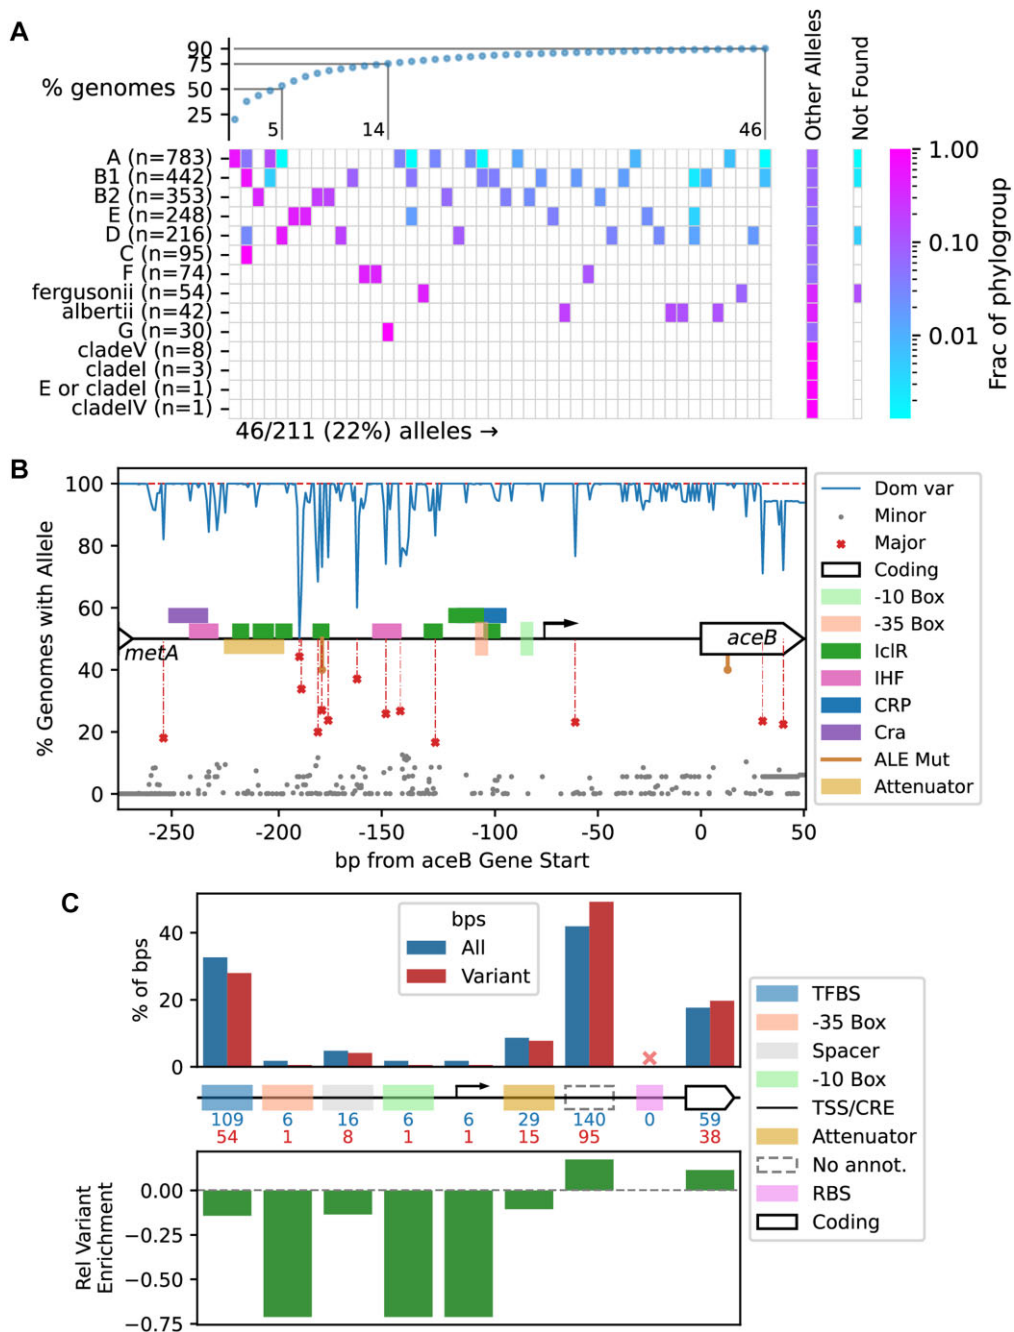 A
% genomes
90
75
50
25
5
14
46
Other Alleles
Not Found
A (n=783)
B1 (n=442)
B2 (n=353)
E (n=248)
D (n=216)
C (n=95)
F (n=74)
fergusonii (n=54)
albertii (n=42)
G (n=30)
cladeV (n=8)
cladeI (n=3)
E or cladeI (n=1)
cladeIV (n=1)
46/211 (22%) alleles →
1.00
0.10
0.01
Frac of phylogroup
B
% Genomes with Allele
100
80
60
40
20
0
metA
aceB
-250
-200
-150
-100
-50
0
50
bp from aceB Gene Start
Dom var
Minor
Major
Coding
-10 Box
-35 Box
IclR
IHF
CRP
Cra
ALE Mut
Attenuator
C
% of bps
40
20
0
bps
All
Variant
109 6 16 6 6 29 140 0 59
54 1 8 1 1 15 95 38
Rel Variant
Enrichment
0.00
−0.25
−0.50
−0.75
TFBS
-35 Box
Spacer
-10 Box
TSS/CRE
Attenuator
No annot.
RBS
Coding